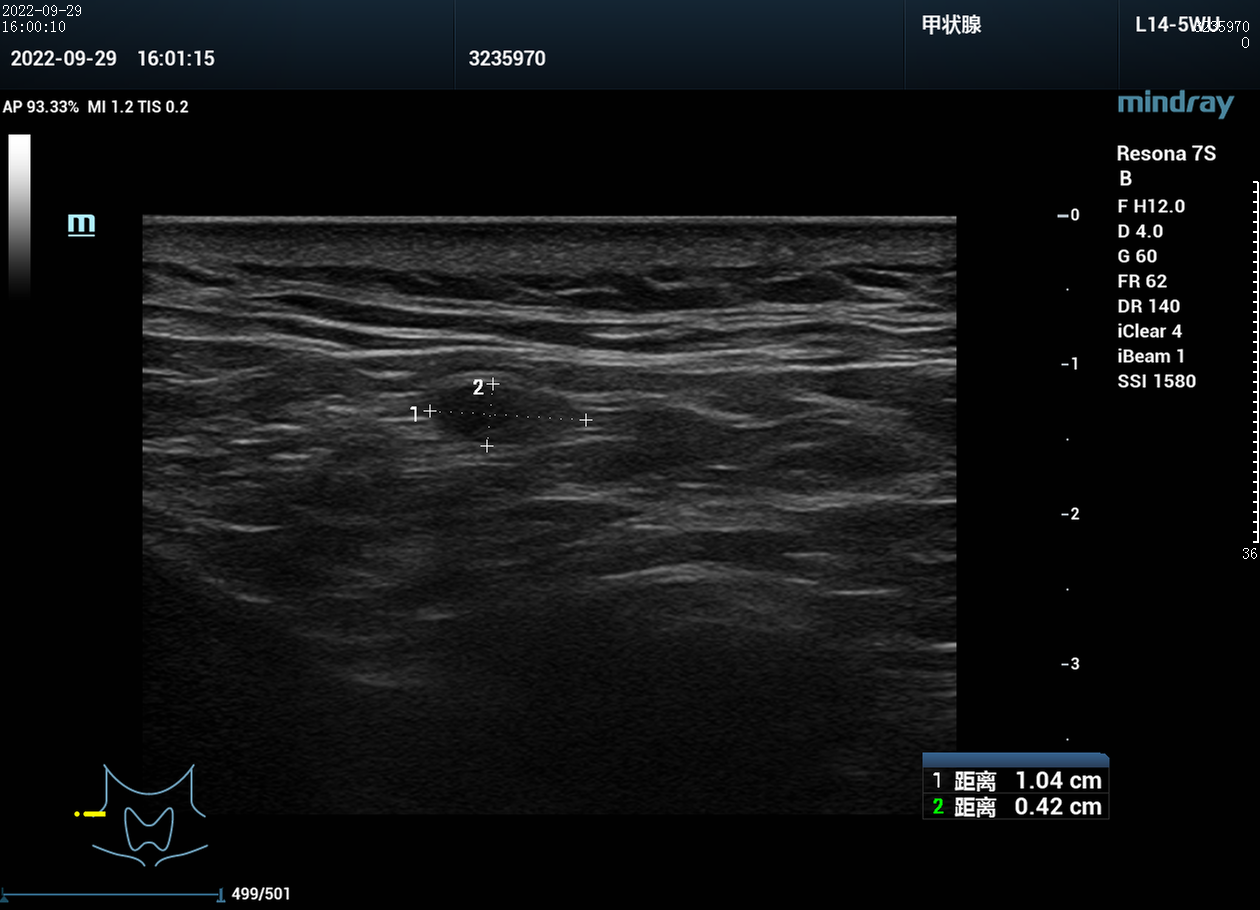 2022-09-29
16:00:10
2022-09-29 16:01:15
3235970
甲状腺
L14-5WU
3235970
0
AP 93.33% MI 1.2 TIS 0.2
mindray
Resona 7S
B
F H12.0
D 4.0
G 60
FR 62
DR 140
iClear 4
iBeam 1
SSI 1580
m
0
-1
-2
-3
36
2
1
1 距离 1.04 cm
2 距离 0.42 cm
499/501